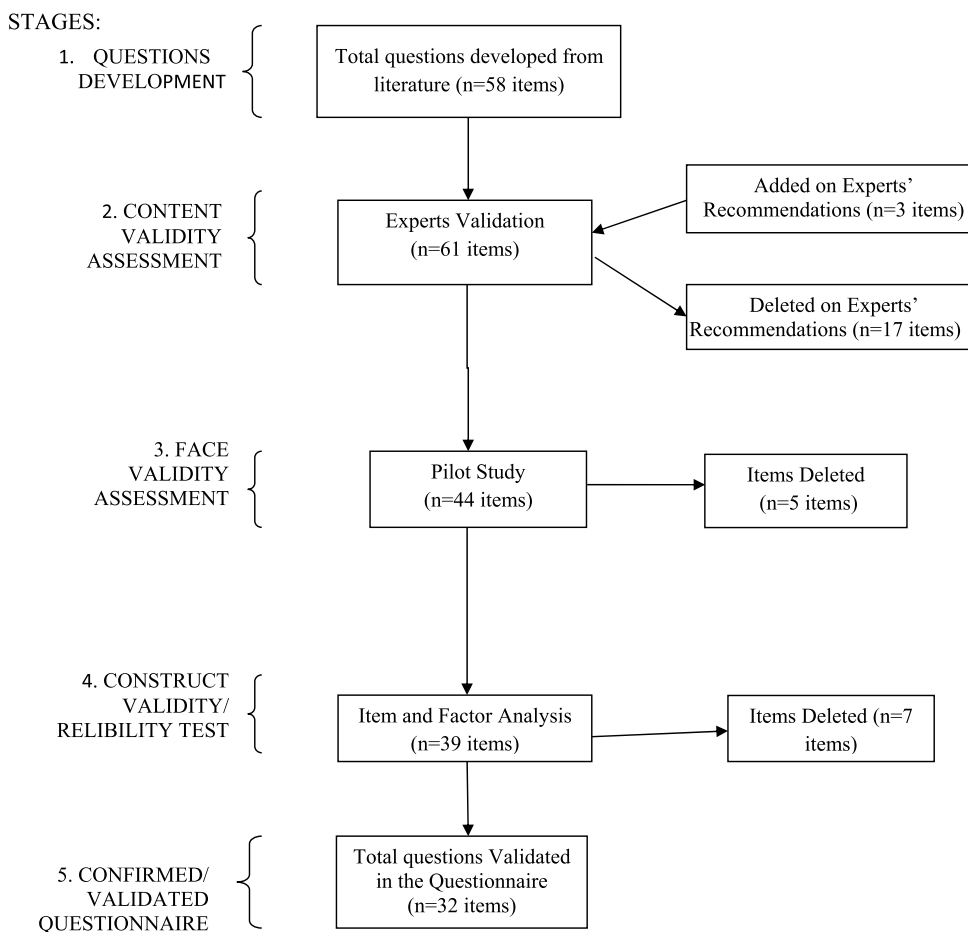 STAGES:
1. QUESTIONS
DEVELOPMENT
Total questions developed from
literature (n=58 items)
2. CONTENT
VALIDITY
ASSESSMENT
Experts Validation
(n=61 items)
Added on Experts’
Recommendations (n=3 items)
Deleted on Experts’
Recommendations (n=17 items)
3. FACE
VALIDITY
ASSESSMENT
Pilot Study
(n=44 items)
Items Deleted
(n=5 items)
4. CONSTRUCT
VALIDITY/
RELIBILITY TEST
Item and Factor Analysis
(n=39 items)
Items Deleted (n=7
items)
5. CONFIRMED/
VALIDATED
QUESTIONNAIRE
Total questions Validated
in the Questionnaire
(n=32 items)